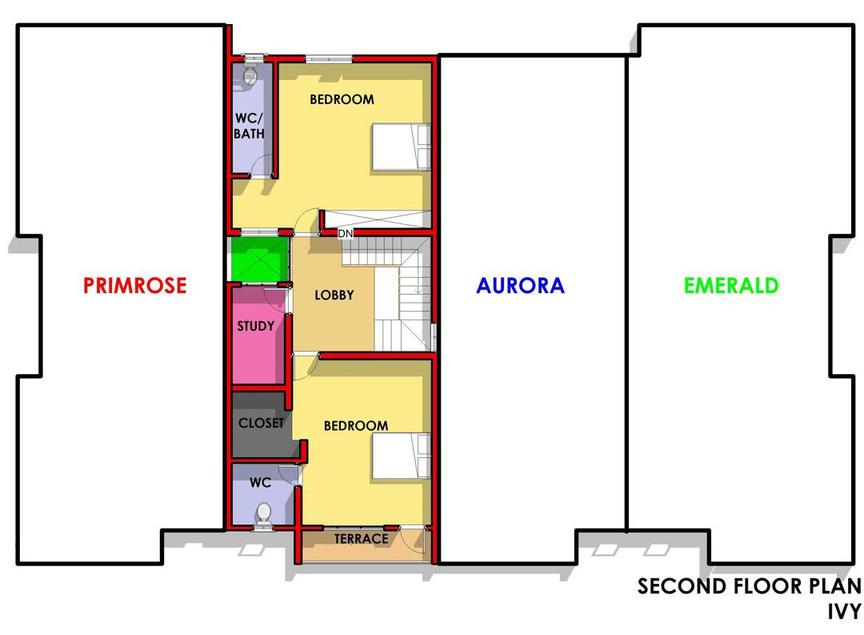 BEDROOM
WC/
BATH
DN
PRIMROSE
LOBBY
AURORA
EMERALD
STUDY
CLOSET
BEDROOM
WC
TERRACE
SECOND FLOOR PLAN
IVY